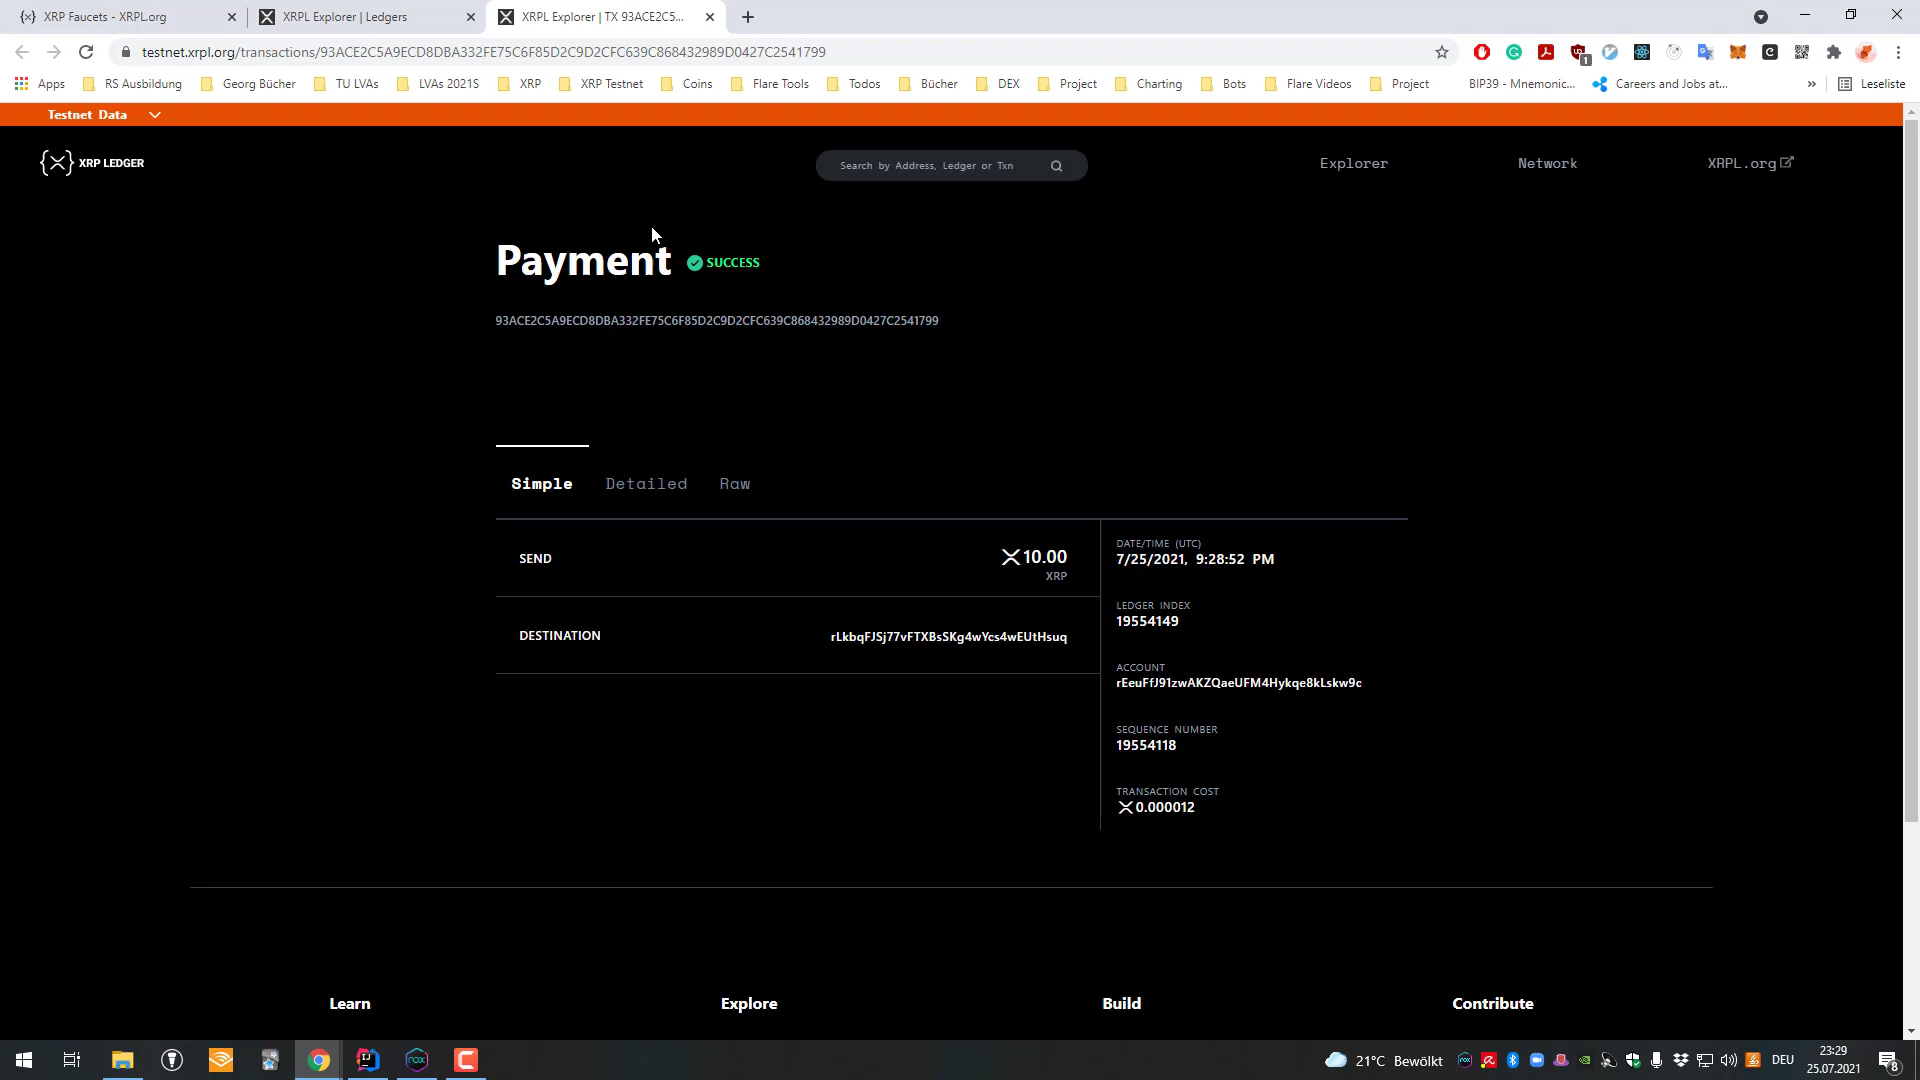 XRP Faucets - XRPL.org
XRPL Explorer | Ledgers
XRPL Explorer | TX 93ACE2C5...
testnet.xrpl.org/transactions/93ACE2C5A9ECD8DBA332FE75C6F85D2C9D2CFC639C868432989D0427C2541799
Apps
RS Ausbildung
Georg Bücher
TU LVAs
LVAs 2021S
XRP
XRP Testnet
Coins
Flare Tools
Todos
Bücher
DEX
Project
Charting
Bots
Flare Videos
Project
BIP39 - Mnemonic...
Careers and Jobs at...
»
Leseliste
Testnet Data
XRP LEDGER
Search by Address, Ledger or Txn
Explorer
Network
XRPL.org
Payment
SUCCESS
93ACE2C5A9ECD8DBA332FE75C6F85D2C9D2CFC639C868432989D0427C2541799
Simple
Detailed
Raw
SEND
10.00
XRP
DESTINATION
rLkbqFJSj77vFTXBsSKg4wYcs4wEUtHsuq
DATE/TIME (UTC)
7/25/2021, 9:28:52 PM
LEDGER INDEX
19554149
ACCOUNT
rEeuFfJ91zwAKZQaeUFM4Hykqe8kLskw9c
SEQUENCE NUMBER
19554118
TRANSACTION COST
0.000012
Learn
Explore
Build
Contribute
21°C Bewölkt
DEU
23:29
25.07.2021
8